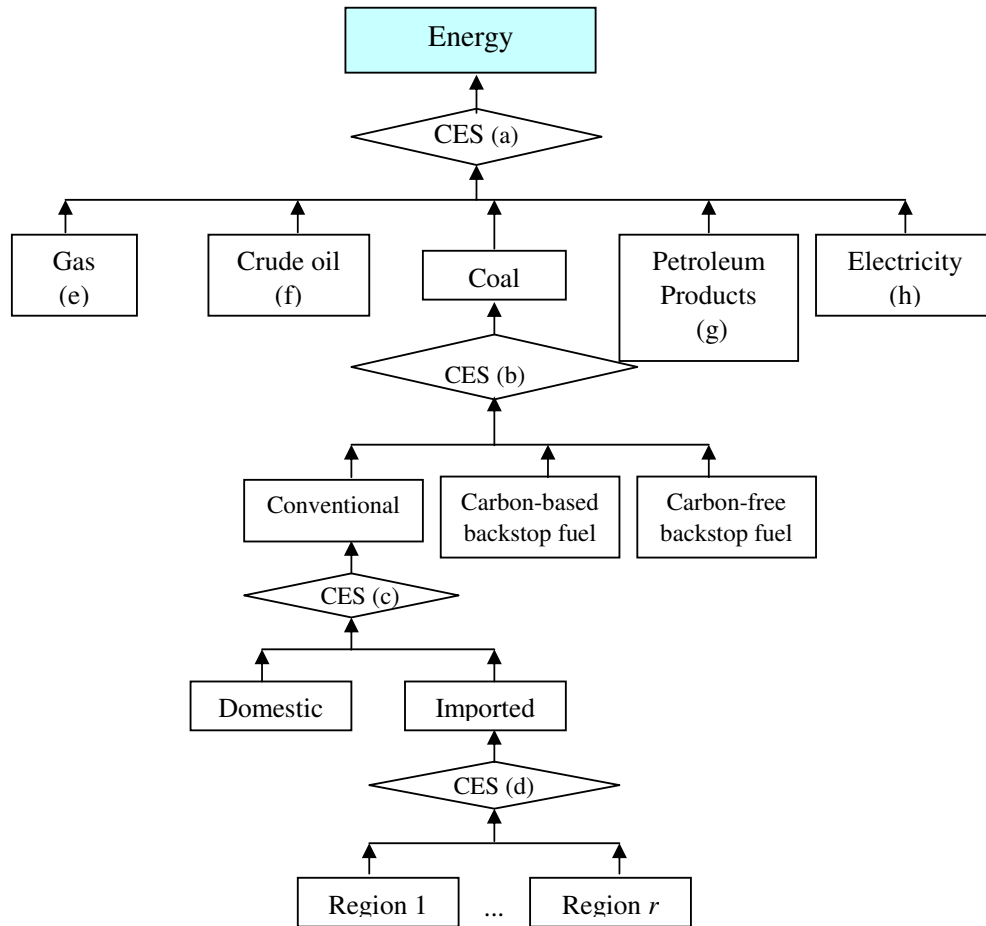 Energy
CES (a)
Gas
(e)
Crude oil
(f)
Coal
Petroleum
Products
(g)
Electricity
(h)
CES (b)
Conventional
Carbon-based
backstop fuel
Carbon-free
backstop fuel
CES (c)
Domestic
Imported
CES (d)
Region 1
...
Region r